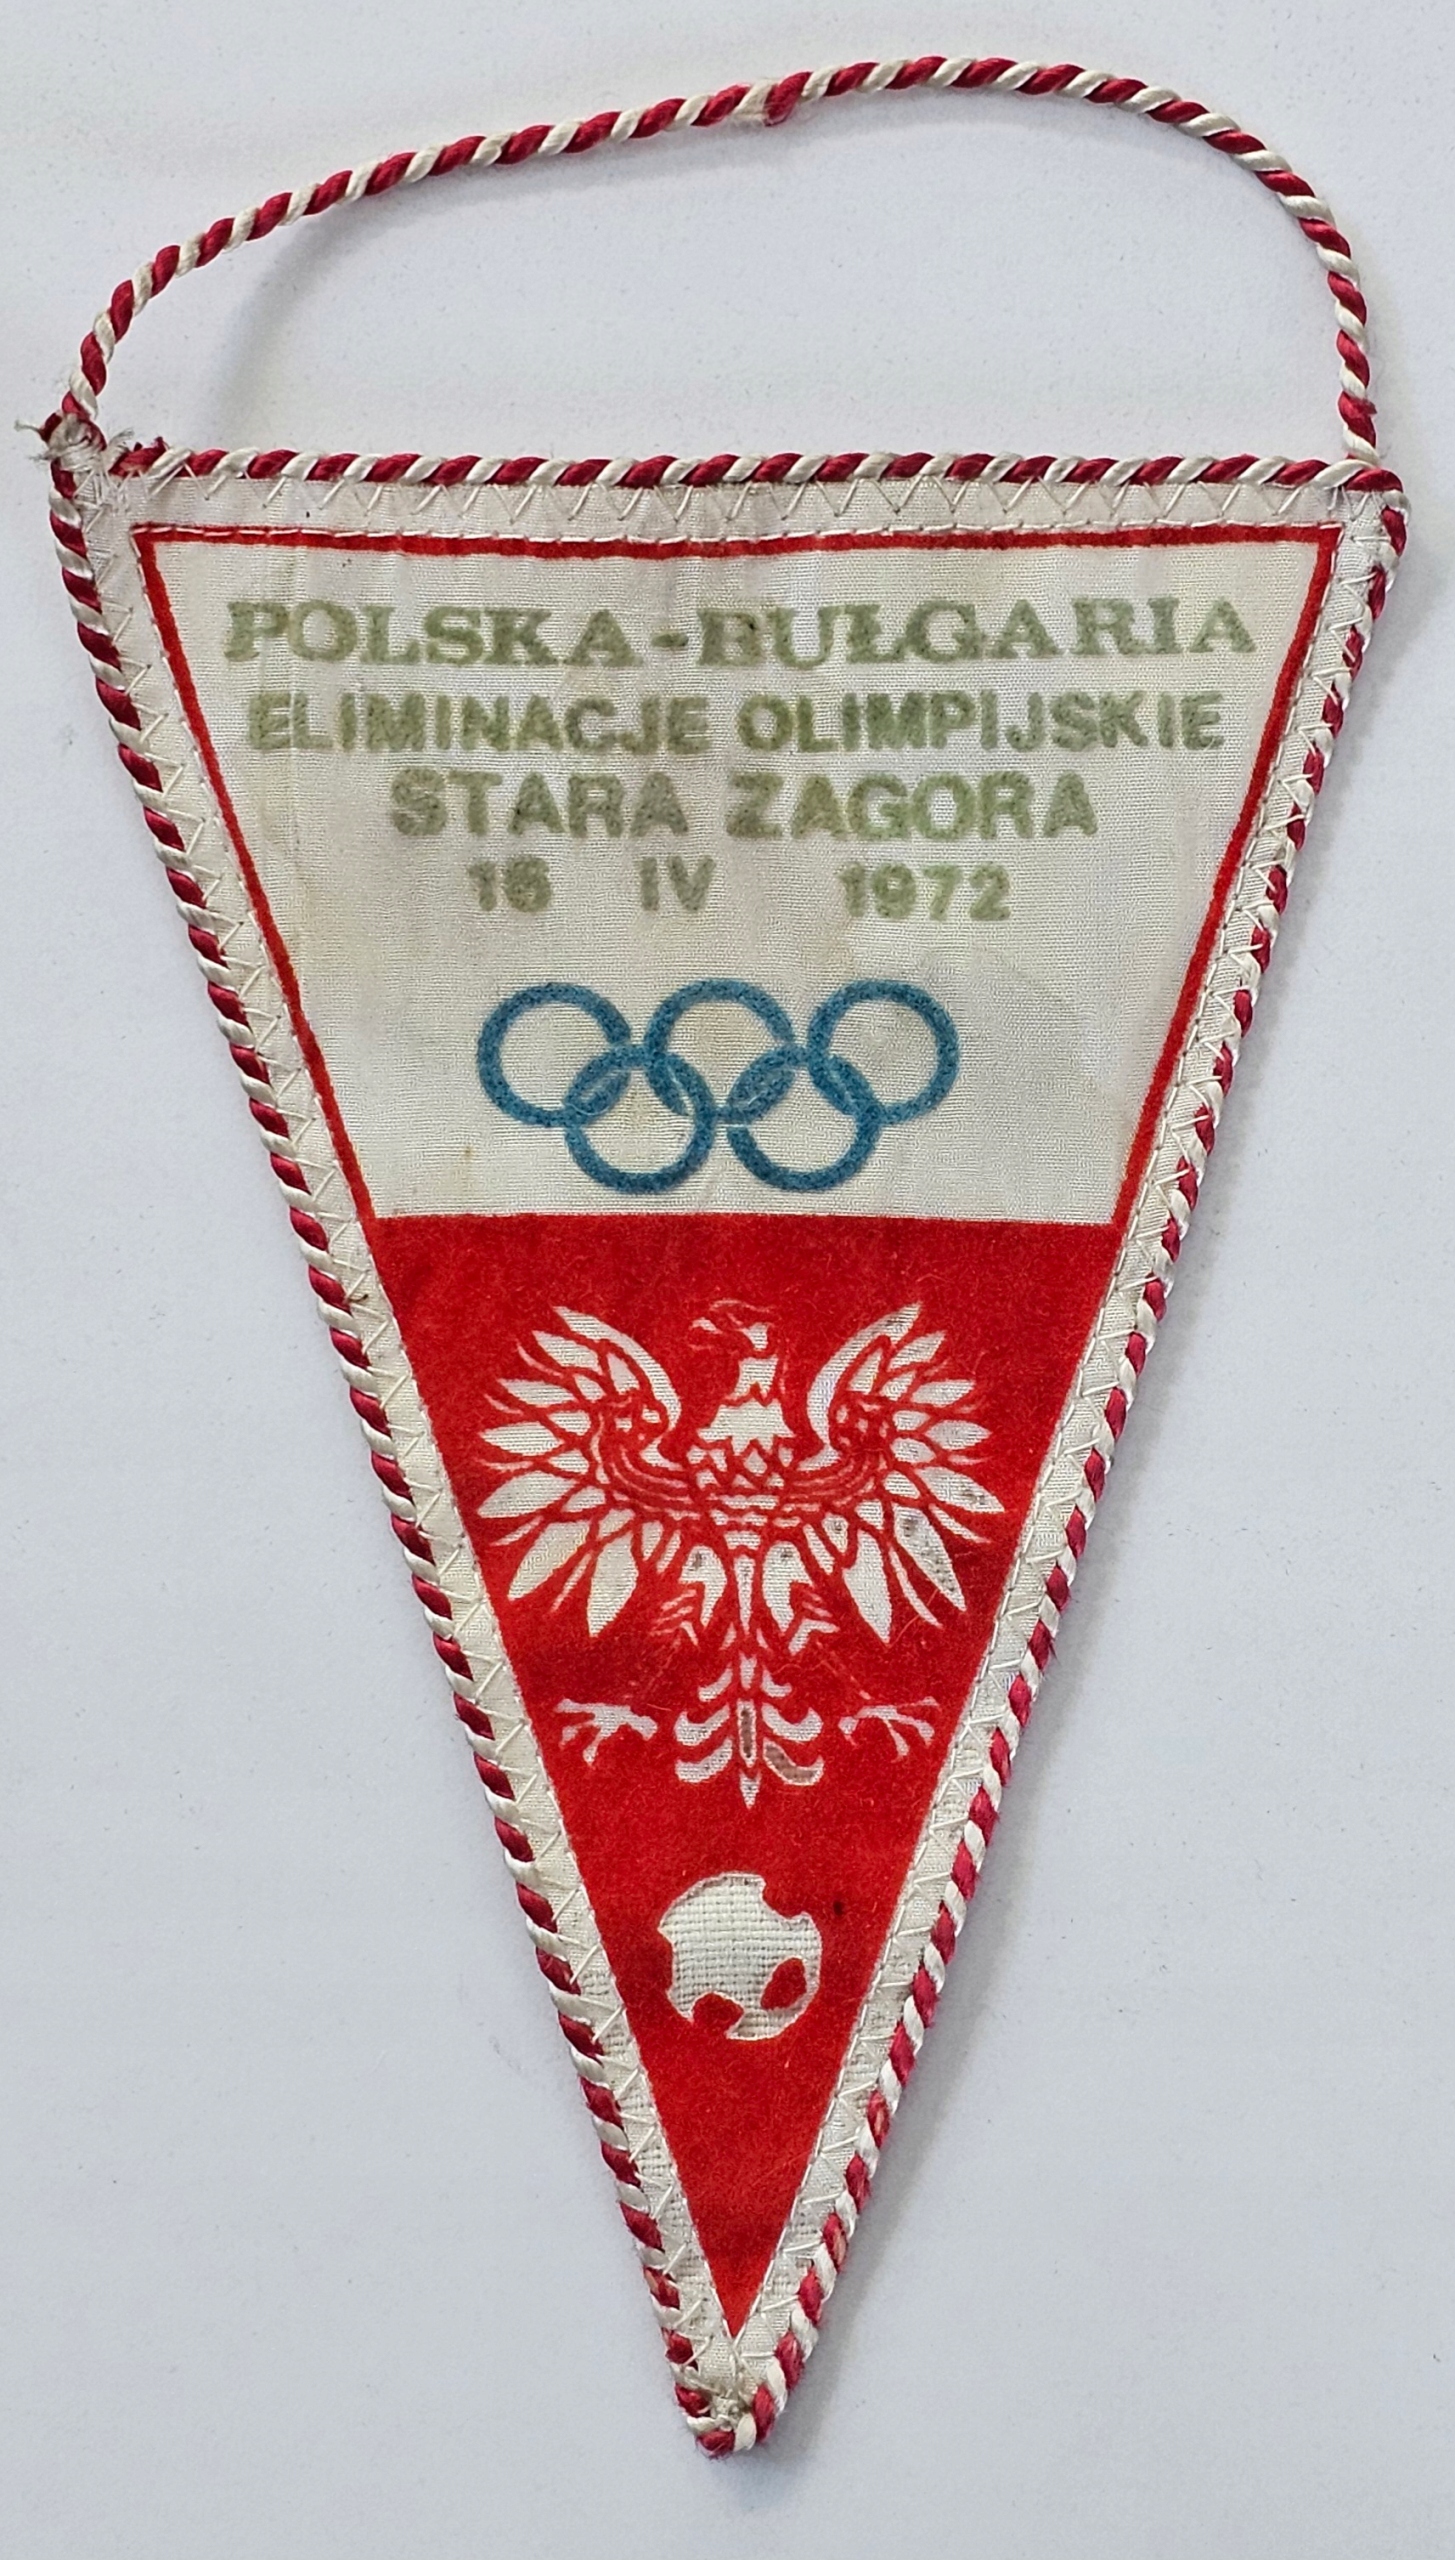 POLSKA-BUŁGARIA
ELIMINACJE OLIMPIJSKIE
STARA ZAGORA
16 IV 1972